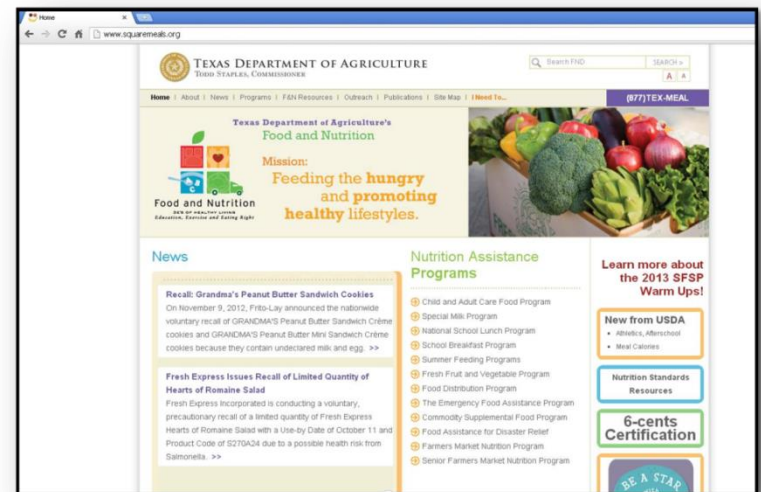 Home
www.squaremeals.org
TEXAS DEPARTMENT OF AGRICULTURE
TODD STAPLES, COMMISSIONER
Search FND
SEARCH »
A A
Home | About | News | Programs | F&N Resources | Outreach | Publications | Site Map | I Need To...
(877)TEX-MEAL
Texas Department of Agriculture's
Food and Nutrition
Mission:
Feeding the hungry
and promoting
healthy lifestyles.
Food and Nutrition
3E'S OF HEALTHY LIVING
Education, Exercise and Eating Right
News
Recall: Grandma's Peanut Butter Sandwich Cookies
On November 9, 2012, Frito-Lay announced the nationwide
voluntary recall of GRANDMA'S Peanut Butter Sandwich Crème
cookies and GRANDMA'S Peanut Butter Mini Sandwich Crème
cookies because they contain undeclared milk and egg. >>
Fresh Express Issues Recall of Limited Quantity of
Hearts of Romaine Salad
Fresh Express Incorporated is conducting a voluntary,
precautionary recall of a limited quantity of Fresh Express
Hearts of Romaine Salad with a Use-by Date of October 11 and
Product Code of S270A24 due to a possible health risk from
Salmonella. >>
Nutrition Assistance
Programs
Child and Adult Care Food Program
Special Milk Program
National School Lunch Program
School Breakfast Program
Summer Feeding Programs
Fresh Fruit and Vegetable Program
Food Distribution Program
The Emergency Food Assistance Program
Commodity Supplemental Food Program
Food Assistance for Disaster Relief
Farmers Market Nutrition Program
Senior Farmers Market Nutrition Program
Learn more about
the 2013 SFSP
Warm Ups!
New from USDA
• Athletics, Afterschool
• Meal Calories
Nutrition Standards
Resources
6-cents
Certification
BE A STAR